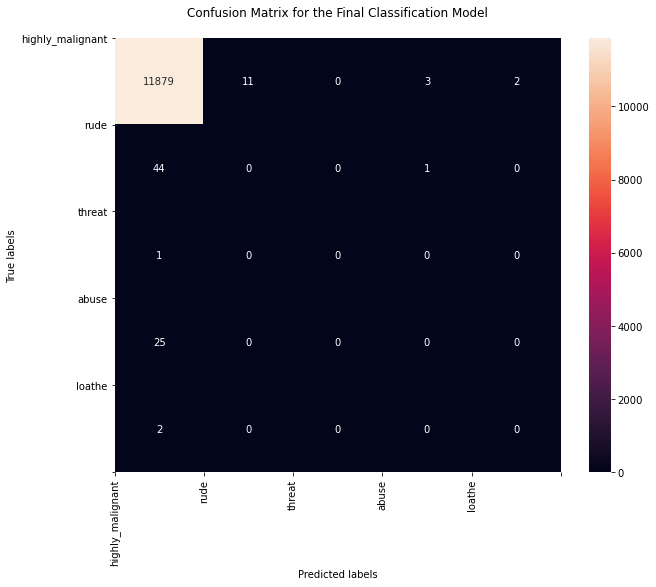 Confusion Matrix for the Final Classification Model
highly_malignant
11879 11 0 3 2
10000
rude
44 0 0 1 0
8000
threat
True labels
1 0 0 0 0
6000
abuse
4000
25 0 0 0 0
loathe
2000
2 0 0 0 0
0
highly_malignant
rude
threat
abuse
loathe
Predicted labels